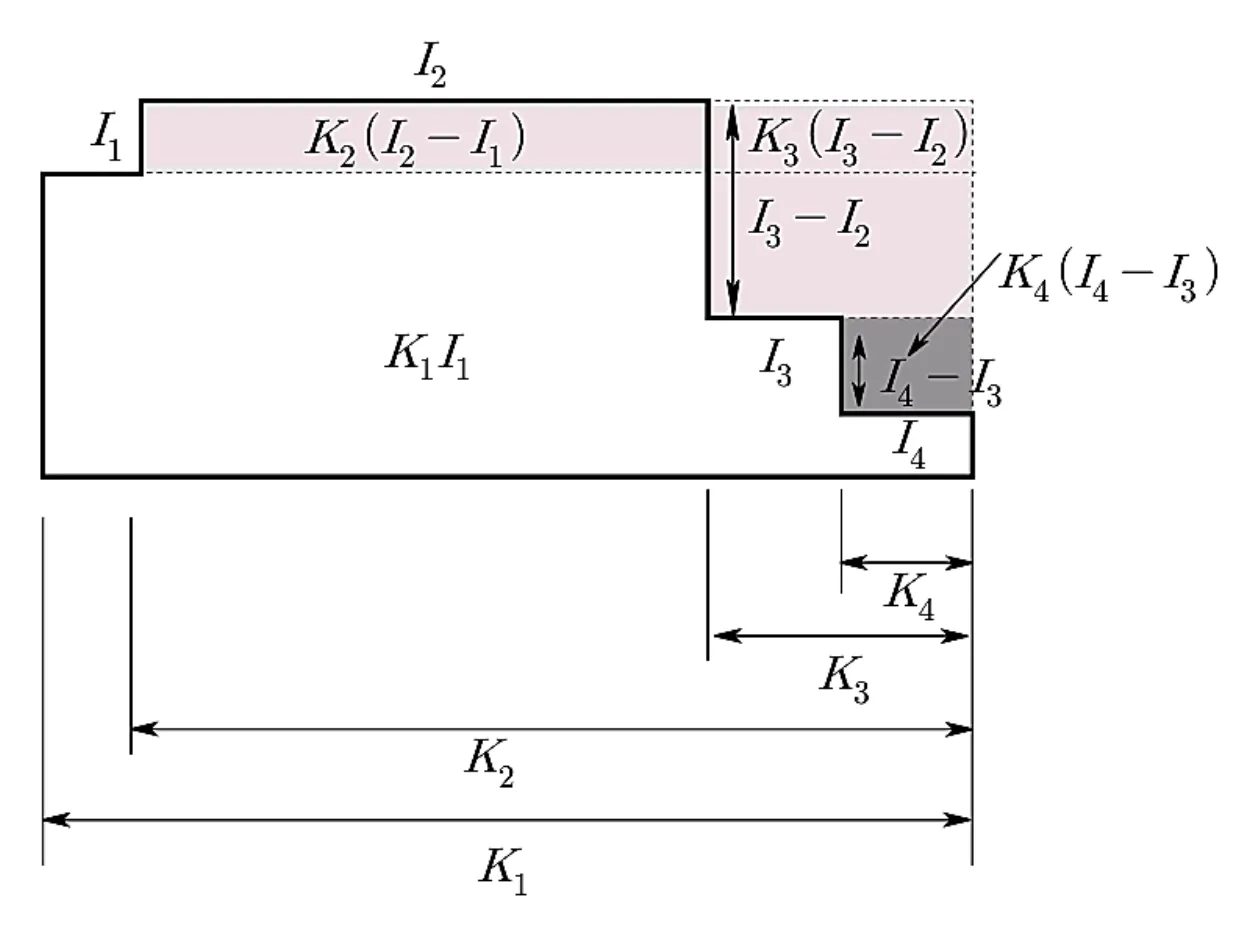 I₂
I₁
K₂(I₂ − I₁)
K₃(I₃ − I₂)
I₃ − I₂
K₄(I₄ − I₃)
K₁I₁
I₃
I₄ − I₃
I₄
K₄
K₃
K₂
K₁